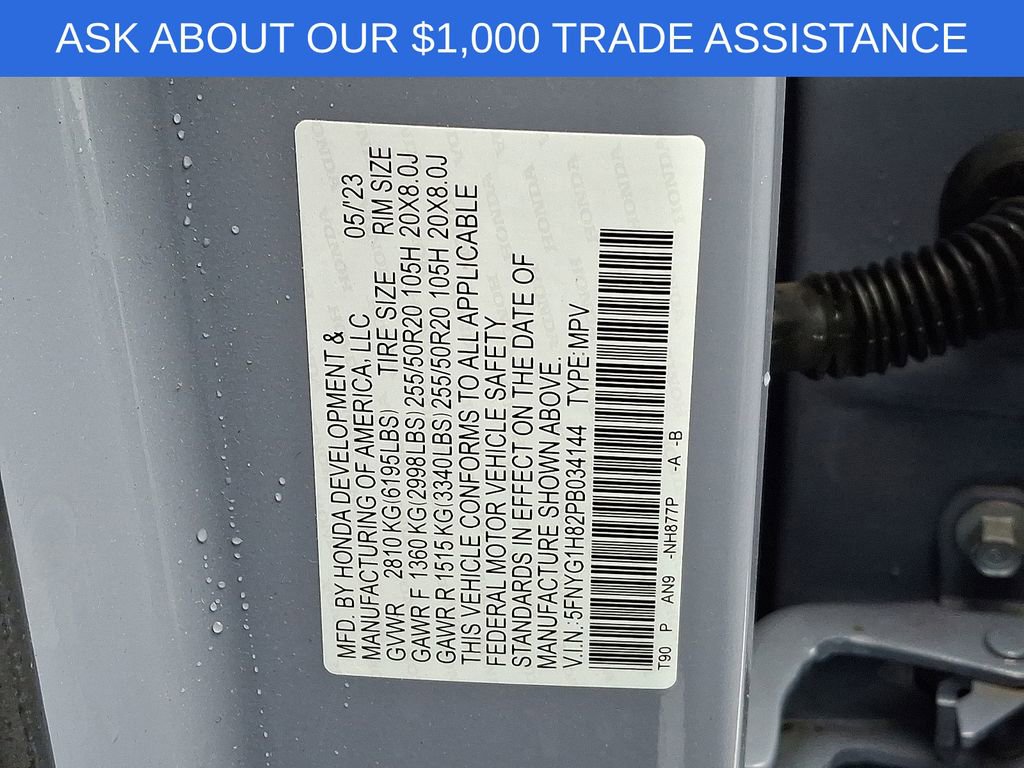 ASK ABOUT OUR $1,000 TRADE ASSISTANCE
MFD. BY HONDA DEVELOPMENT &
MANUFACTURING OF AMERICA, LLC 05/'23
GVWR 2810 KG(6195LBS) TIRE SIZE RIM SIZE
GAWR F 1360 KG(2998LBS)255/50R20 105H 20X8.0J
GAWR R 1515 KG(3340LBS)255/50R20 105H 20X8.0J
THIS VEHICLE CONFORMS TO ALL APPLICABLE
FEDERAL MOTOR VEHICLE SAFETY
STANDARDS IN EFFECT ON THE DATE OF
MANUFACTURE SHOWN ABOVE.
V.I.N.:5FNYG1H82PB034144 TYPE:MPV
T90 P AN9 -NH877P -A -B